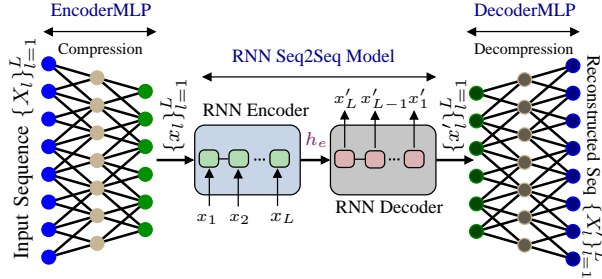 EncoderMLP
Compression
Input Sequence {X_l}_{l=1}^L
{x_l}_{l=1}^L
RNN Seq2Seq Model
RNN Encoder
...
x_1 x_2 x_L
h_e
x'_L x'_{L-1} x'_1
...
RNN Decoder
{x'_l}_{l=1}^L
DecoderMLP
Decompression
Reconstructed Seq {X'_l}_{l=1}^L